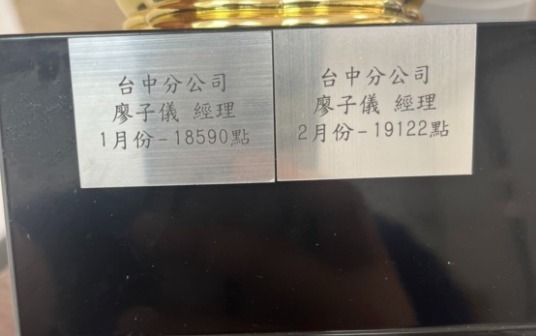 台中分公司
廖子儀 經理
1月份-18590點
台中分公司
廖子儀 經理
2月份-19122點